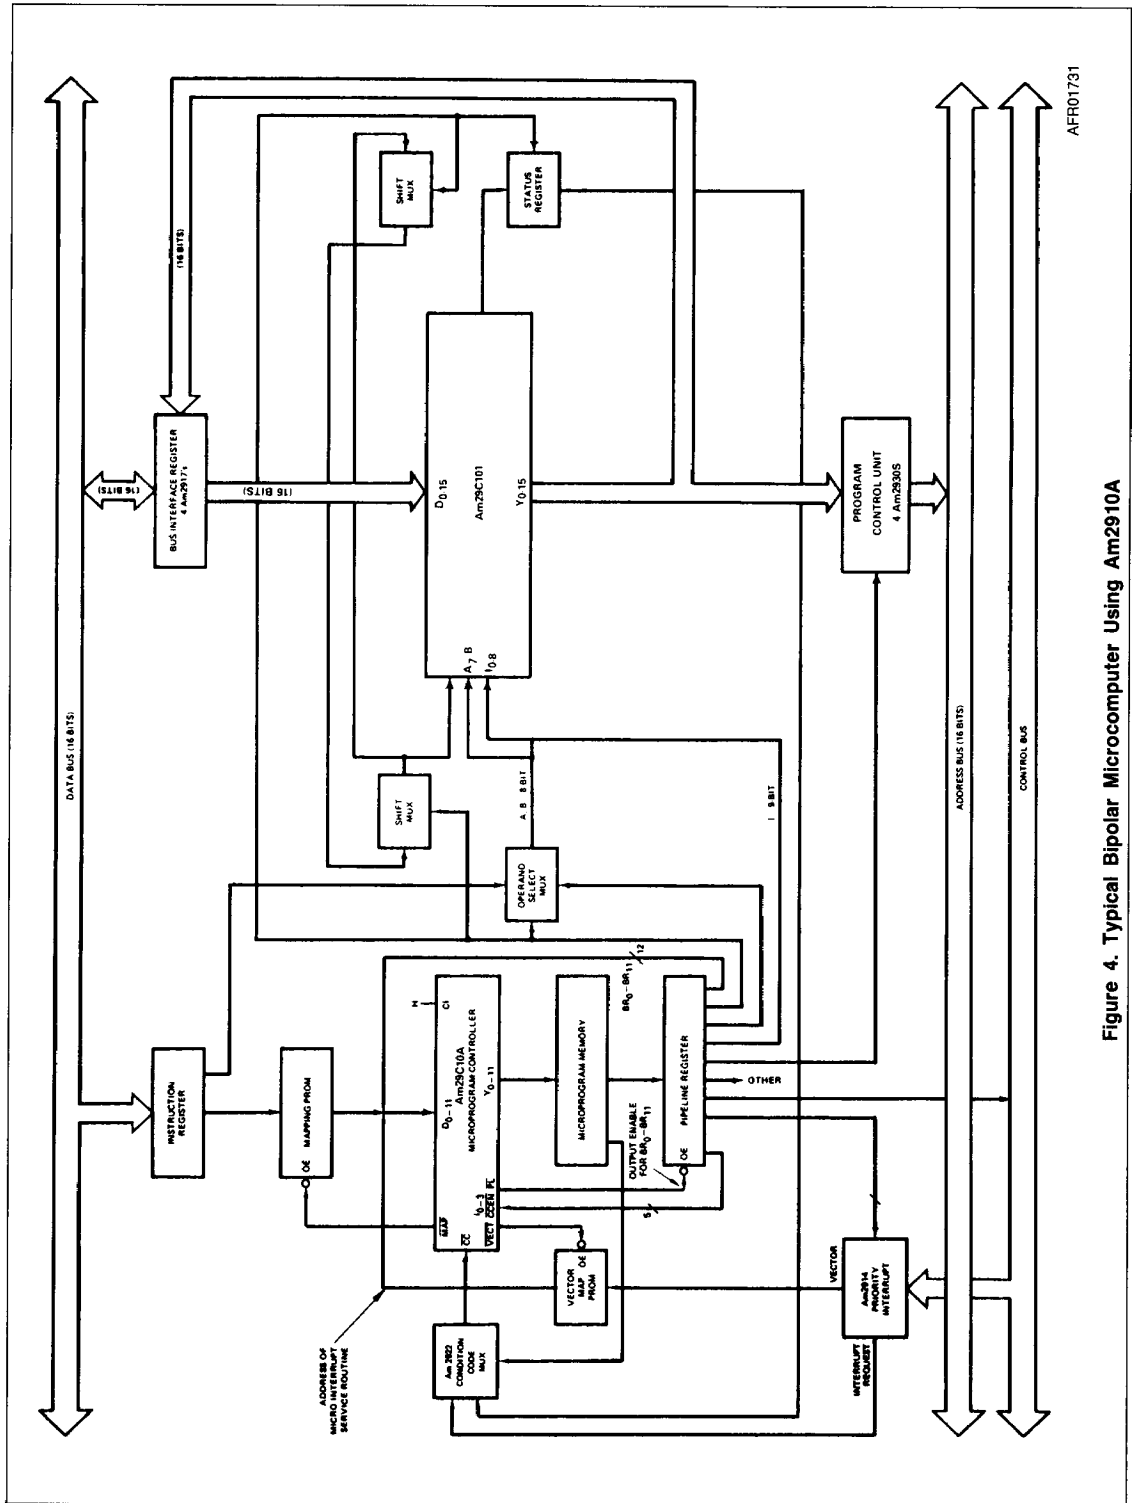 DATA BUS (16 BITS)
INSTRUCTION
REGISTER
BUS INTERFACE REGISTER
4 Am2917's
(16 BITS)
(16 BITS)
(16 BITS)
OE
MAPPING PROM
ADDRESS OF
MICRO INTERRUPT
SERVICE ROUTINE
SHIFT
MUX
SHIFT
MUX
Am 2922
CONDITION
CODE
MUX
MAP
CC
D0-11
Am29C10A
MICROPROGRAM CONTROLLER
Y0-11
H
CI
I0-3
VECT
CCEN
PL
D0-15
Am29C101
Y0-15
A7 B
I0-8
STATUS
REGISTER
OPERAND
SELECT
MUX
A B 8 BIT
VECTOR
MAP
PROM
OE
MICROPROGRAM MEMORY
OUTPUT ENABLE
FOR BR0-BR11
BR0-BR11
12
5
OE
PIPELINE REGISTER
OTHER
I 9 BIT
VECTOR
INTERRUPT
REQUEST
Am2914
PRIORITY
INTERRUPT
PROGRAM
CONTROL UNIT
4 Am2930S
ADDRESS BUS (16 BITS)
CONTROL BUS
AFR01731
Figure 4. Typical Bipolar Microcomputer Using Am2910A